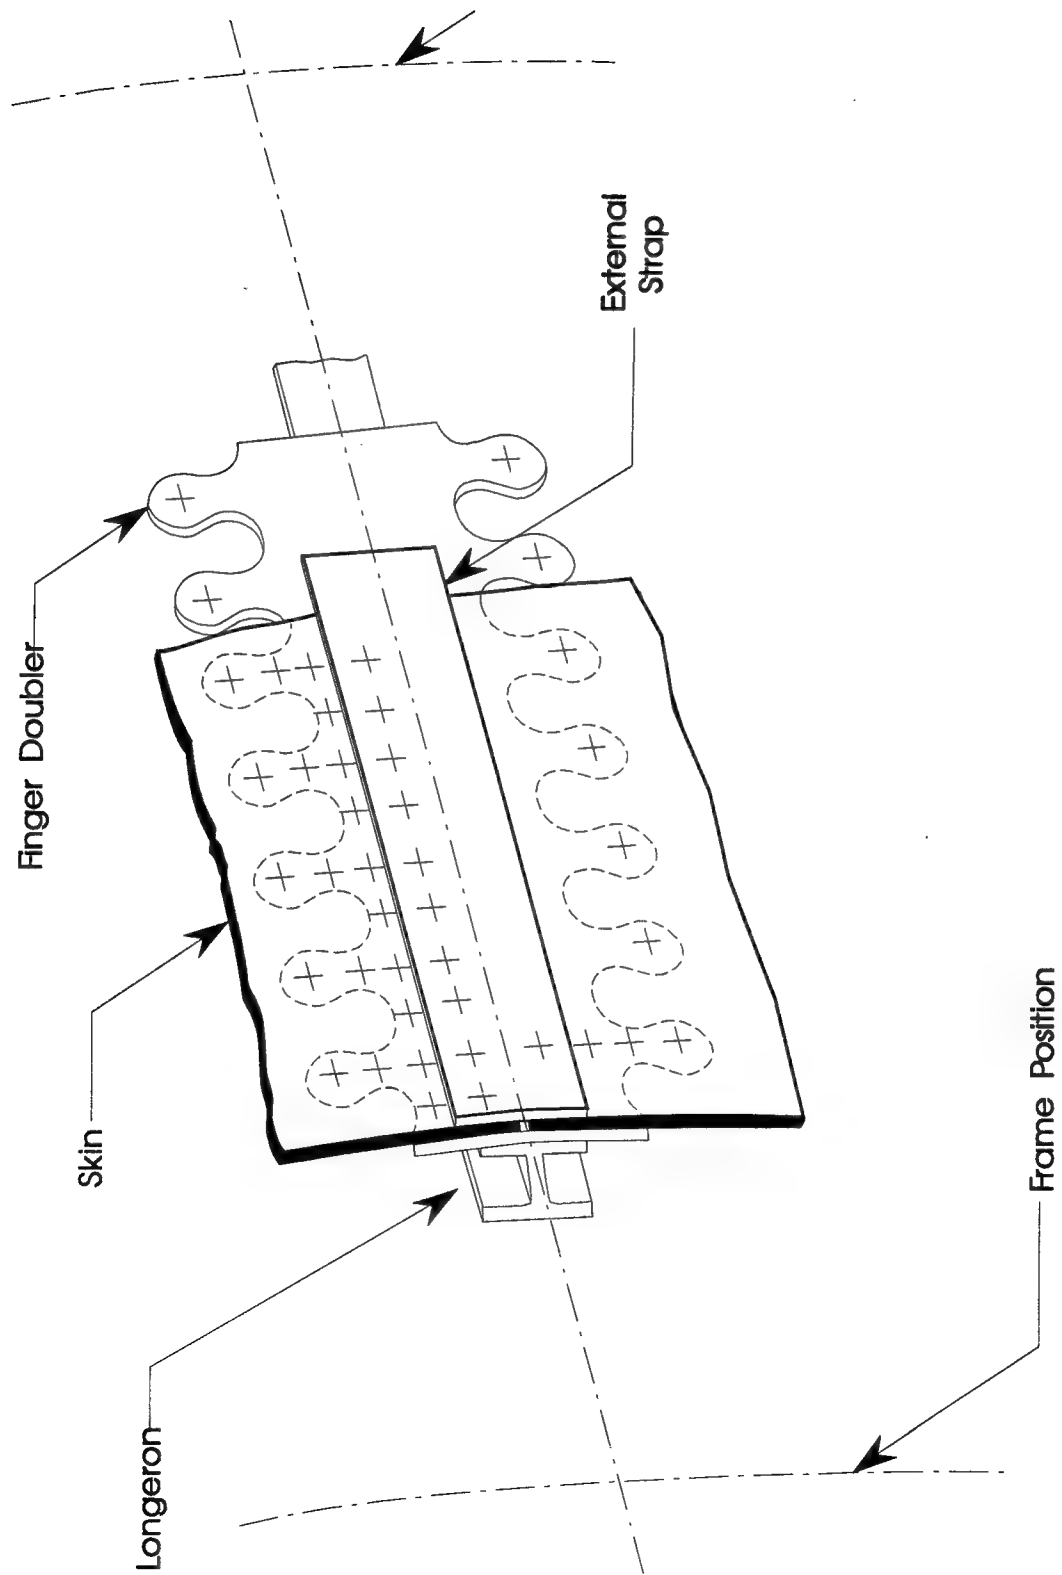 Finger Doubler
Skin
Longeron
External
Strap
Frame Position